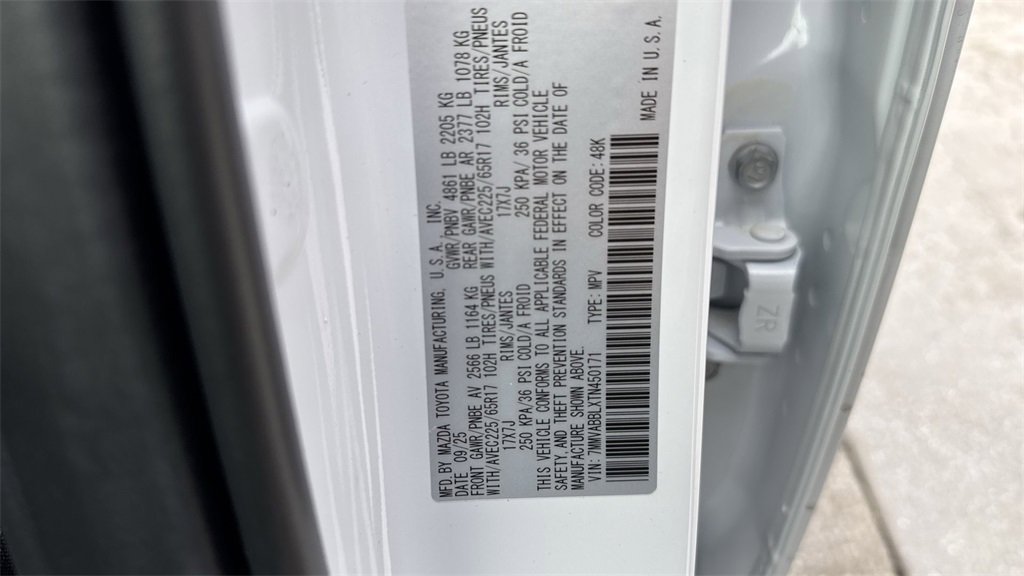 MFD. BY MAZDA TOYOTA MANUFACTURING, U.S.A., INC.
DATE 09/25 GVWR/PNBV 4861 LB 2205 KG
FRONT GAWR/PNBE AV 2566 LB 1164 KG REAR GAWR/PNBE AR 2377 LB 1078 KG
WITH/AVEC225/65R17 102H TIRES/PNEUS WITH/AVEC225/65R17 102H TIRES/PNEUS
17X7J RIMS/JANTES 17X7J RIMS/JANTES
250 KPA/36 PSI COLD/A FROID 250 KPA/ 36 PSI COLD/A FROID
THIS VEHICLE CONFORMS TO ALL APPLICABLE FEDERAL MOTOR VEHICLE
SAFETY, AND THEFT PREVENTION STANDARDS IN EFFECT ON THE DATE OF
MANUFACTURE SHOWN ABOVE.
VIN: 7MMVABBLXTN450171 TYPE: MPV COLOR CODE: 48K
MADE IN U.S.A.
ZR